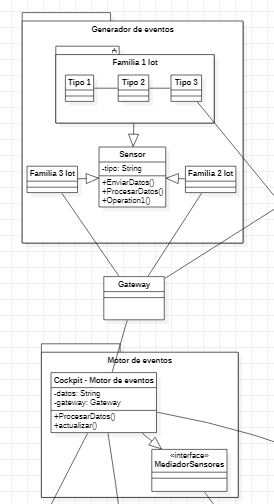 Generador de eventos
Familia 1 Iot
Tipo 1
Tipo 2
Tipo 3
Sensor
-tipo: String
+EnviarDatos()
+ProcesarDatos()
+Operation1()
Familia 3 Iot
Familia 2 Iot
Gateway
Motor de eventos
Cockpit - Motor de eventos
-datos: String
-gateway: Gateway
+ProcesarDatos()
+actualizar()
«interface»
MediadorSensores